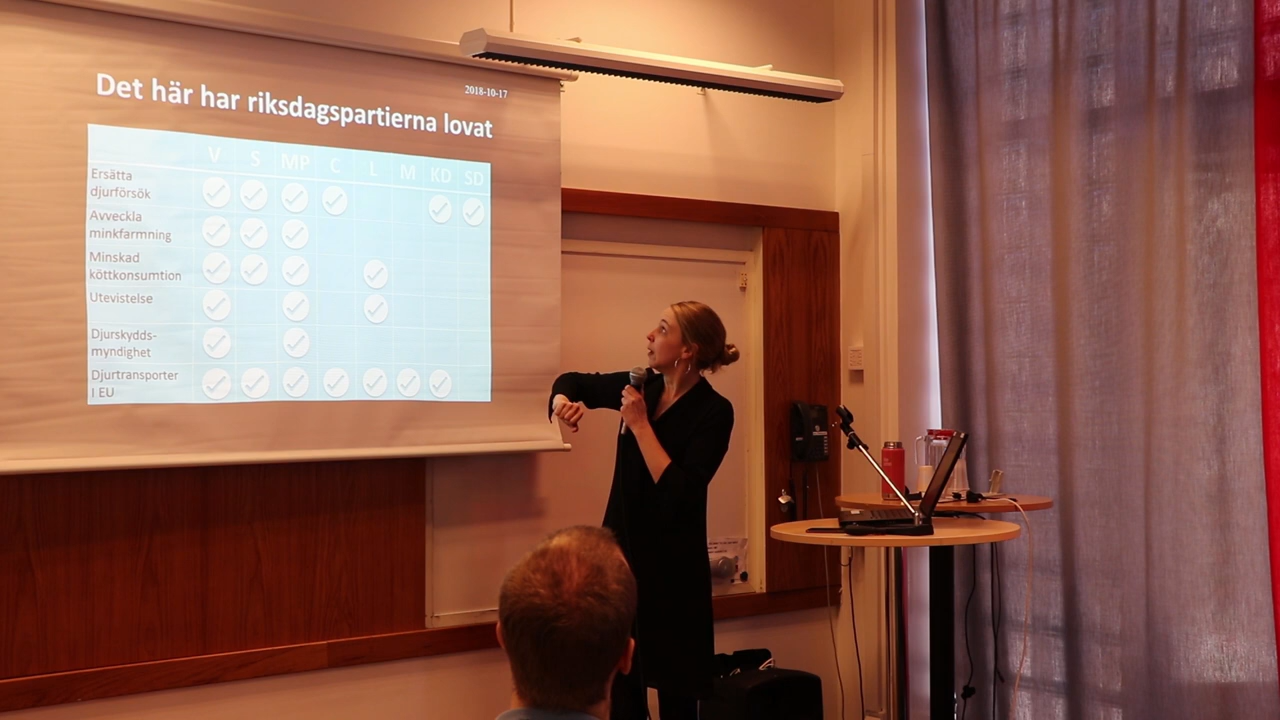 2018-10-17
Det här har riksdagspartierna lovat
V S MP C L M KD SD
Ersätta
djurförsök
Avveckla
minkfarmning
Minskad
köttkonsumtion
Utevistelse
Djurskydds-
myndighet
Djurtransporter
I EU